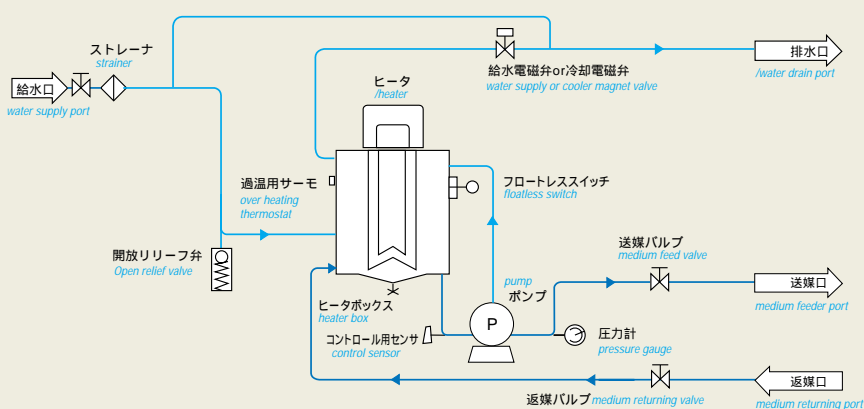 ストレーナ
strainer
給水口
water supply port
ヒータ
/heater
給水電磁弁or冷却電磁弁
water supply or cooler magnet valve
排水口
/water drain port
過温用サーモ
over heating
thermostat
フロートレススイッチ
floatless switch
開放リリーフ弁
Open relief valve
送媒バルブ
medium feed valve
送媒口
medium feeder port
ヒータボックス
heater box
pump
ポンプ
P
コントロール用センサ
control sensor
圧力計
pressure gauge
返媒バルブmedium returning valve
返媒口
medium returning port